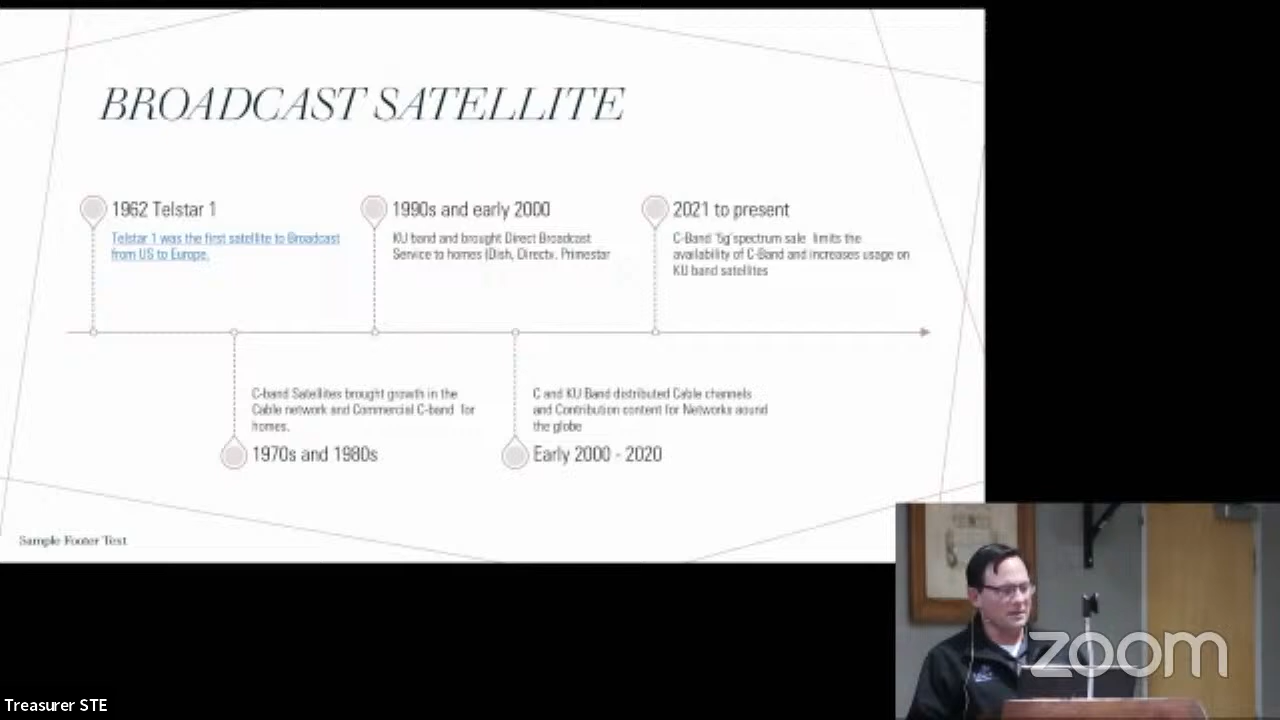 BROADCAST SATELLITE
1962 Telstar 1
Telstar 1 was the first satellite to Broadcast
from US to Europe.
1990s and early 2000
KU band and brought Direct Broadcast
Service to homes (Dish, Directv, Primestar
2021 to present
C-Band '5g' spectrum sale limits the
availability of C-Band and increases usage on
KU band satellites
C-band Satellites brought growth in the
Cable network and Commercial C-band for
homes.
1970s and 1980s
C and KU Band distributed Cable channels
and Contribution content for Networks aound
the globe
Early 2000 - 2020
Sample Footer Text
zoom
Treasurer STE